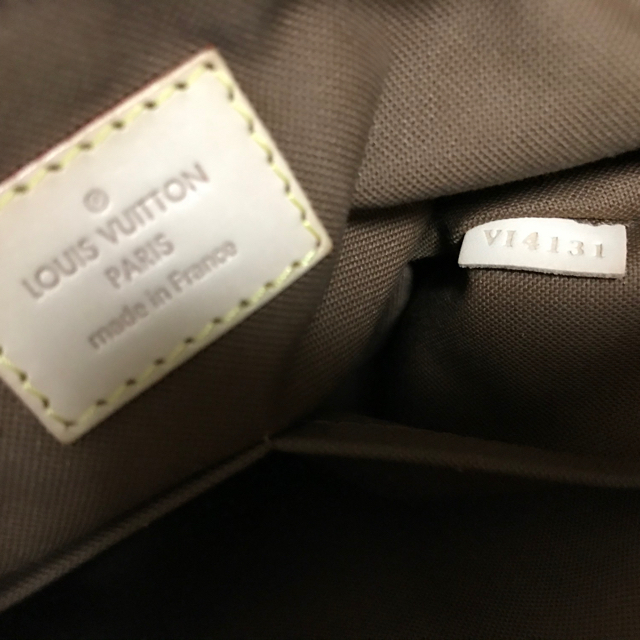 ®
LOUIS VUITTON
PARIS
made in France
VI4131